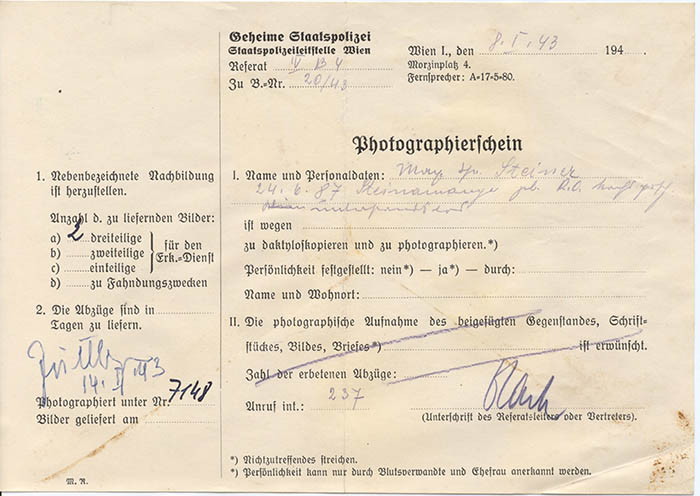 Geheime Staatspolizei
Staatspolizeileitstelle Wien
Referat IV B 4
Zu B.=Nr. 20/43
Wien I., den 8. I. 43 194
Morzinplatz 4.
Fernsprecher: A=17=5=80.
Photographierschein
1. Nebenbezeichnete Nachbildung
ist herzustellen.
Anzahl d. zu liefernden Bilder:
a) 2 dreiteilige
b) zweiteilige
c) einteilige
für den
Erk.=Dienst
d) zu Fahndungszwecken
2. Die Abzüge sind in
Tagen zu liefern.
14. I. 43
Photographiert unter Nr. 7148
Bilder geliefert am
M. R.
I. Name und Personaldaten: Max Steiner
24. 6. 87 Steinamanger
ist wegen
zu daktyloskopieren und zu photographieren.*)
Persönlichkeit festgestellt: nein*) — ja*) — durch:
Name und Wohnort:
II. Die photographische Aufnahme des beigefügten Gegenstandes, Schrift=
stückes, Bildes, Briefes*) ist erwünscht.
Zahl der erbetenen Abzüge:
Anruf int.: 237
(Unterschrift des Referatsleiters oder Vertreters).
*) Nichtzutreffendes streichen.
*) Persönlichkeit kann nur durch Blutsverwandte und Ehefrau anerkannt werden.